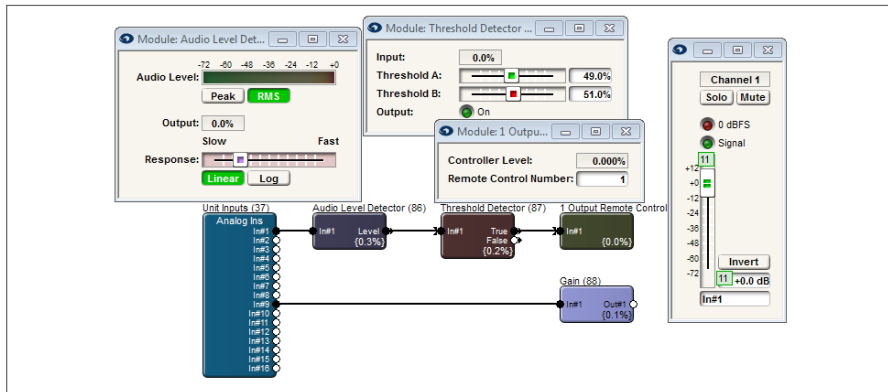 Module: Audio Level Det...
-72 -60 -48 -36 -24 -12 +0
Audio Level:
Peak RMS
Output: 0.0%
Slow Fast
Response:
Linear Log
Module: Threshold Detector ...
Input: 0.0%
Threshold A: 49.0%
Threshold B: 51.0%
Output: On
Module: 1 Outpu...
Controller Level: 0.000%
Remote Control Number: 1
Channel 1
Solo Mute
0 dBFS
Signal
11
+12
+0
-12
-24
-36
-48
-60
-72
Invert
11 +0.0 dB
In#1
Unit Inputs (37)
Analog Ins
In#1
In#2
In#3
In#4
In#5
In#6
In#7
In#8
In#9
In#10
In#11
In#12
In#13
In#14
In#15
In#16
Audio Level Detector (86)
In#1 Level
{0.3%}
Threshold Detector (87)
In#1 True
False
{0.2%}
1 Output Remote Control
In#1
{0.0%}
Gain (88)
In#1 Out#1
{0.1%}